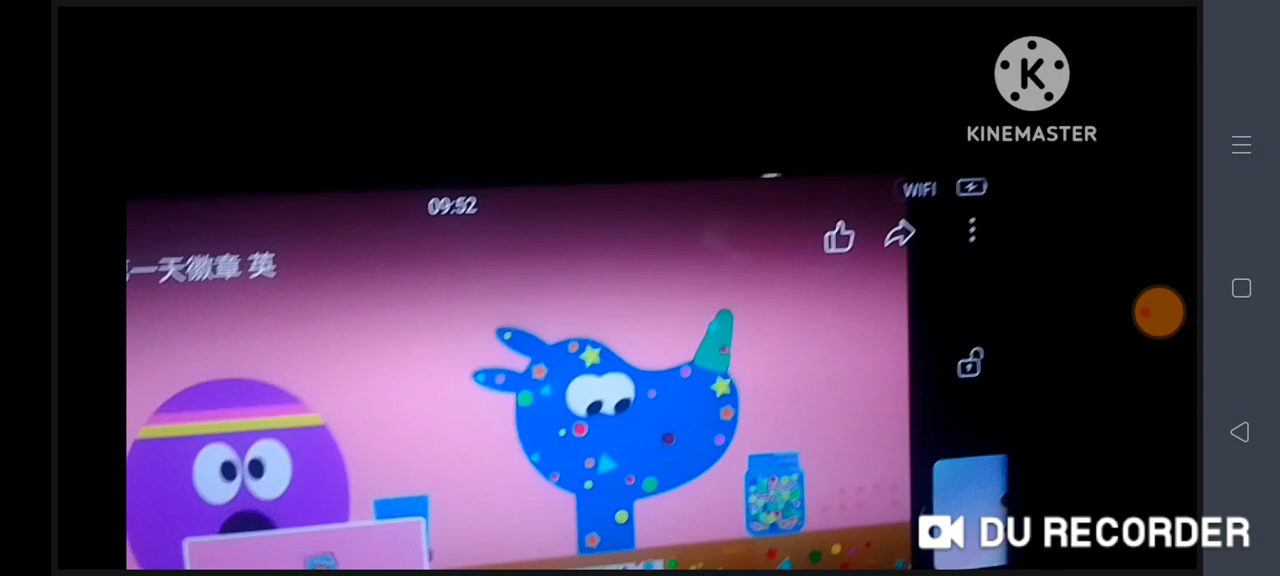 KINEMASTER
WIFI
09:52
一天徽章 英
DU RECORDER